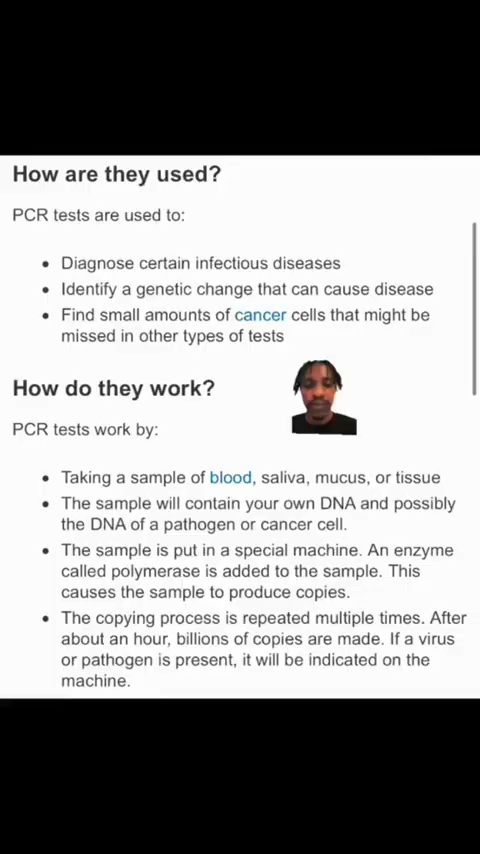 How are they used?
PCR tests are used to:
• Diagnose certain infectious diseases
• Identify a genetic change that can cause disease
• Find small amounts of cancer cells that might be
missed in other types of tests
How do they work?
PCR tests work by:
• Taking a sample of blood, saliva, mucus, or tissue
• The sample will contain your own DNA and possibly
the DNA of a pathogen or cancer cell.
• The sample is put in a special machine. An enzyme
called polymerase is added to the sample. This
causes the sample to produce copies.
• The copying process is repeated multiple times. After
about an hour, billions of copies are made. If a virus
or pathogen is present, it will be indicated on the
machine.